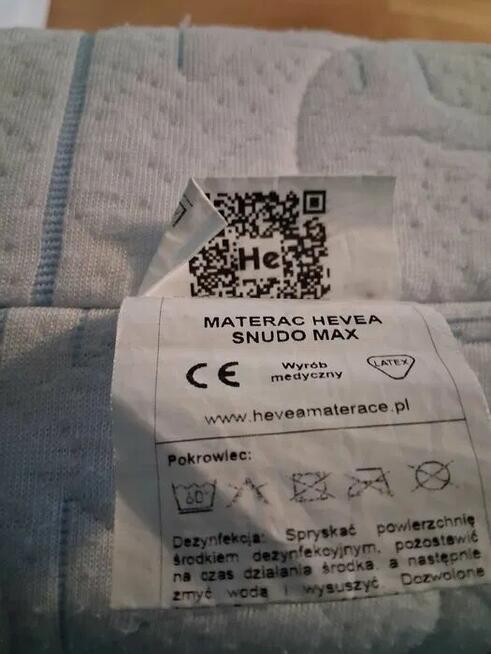 He
MATERAC HEVEA
SNUDO MAX
CE
Wyrób
medyczny
LATEX
www.heveamaterace.pl
Pokrowiec:
60
Dezynfekcja: Spryskać powierzchnię
środkiem dezynfekcyjnym, pozostawić
na czas działania środka, a następnie
zmyć wodą i wysuszyć. Dozwolone